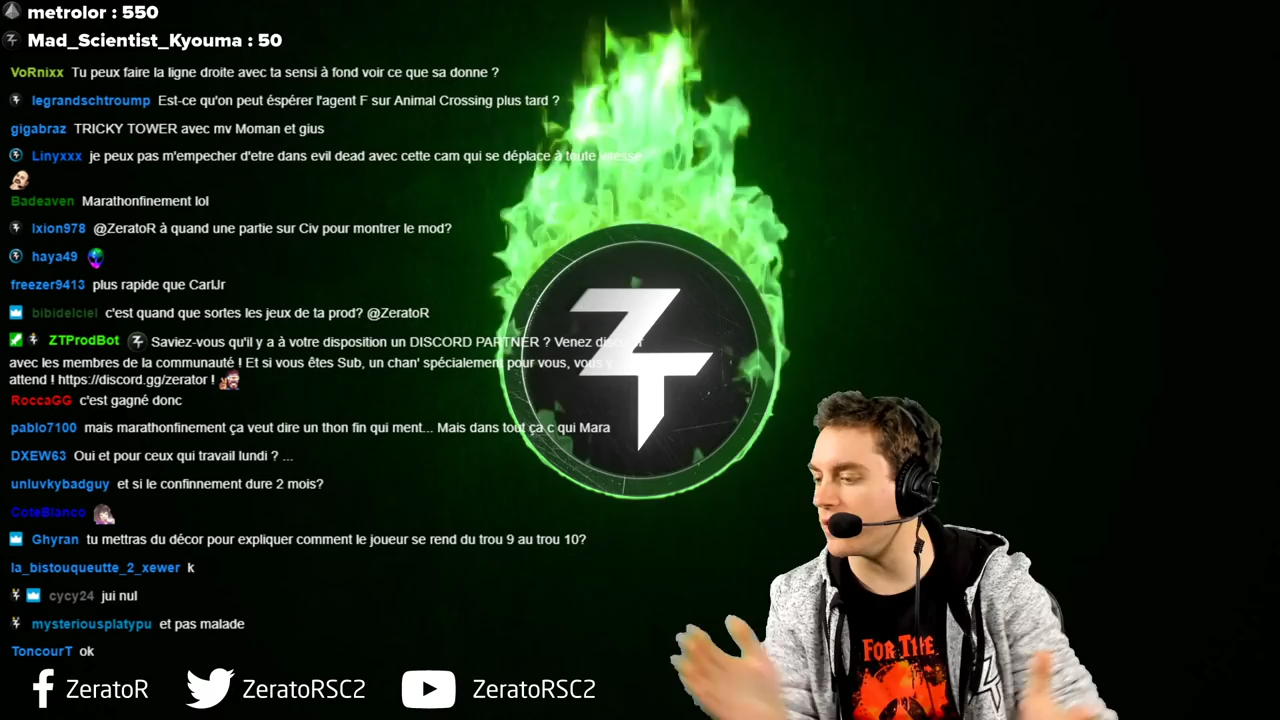 metrolor : 550
Mad_Scientist_Kyouma : 50
VoRnixx Tu peux faire la ligne droite avec ta sensi à fond voir ce que sa donne ?
legrandschtroump Est-ce qu'on peut éspérer l'agent F sur Animal Crossing plus tard ?
gigabraz TRICKY TOWER avec mv Moman et gius
Linyxxx je peux pas m'empecher d'etre dans evil dead avec cette cam qui se déplace à toute vitesse
Badeaven Marathonfinement lol
Ixion978 @ZeratoR à quand une partie sur Civ pour montrer le mod?
haya49
freezer9413 plus rapide que CarlJr
bibidelciel c'est quand que sortes les jeux de ta prod? @ZeratoR
ZTProdBot Saviez-vous qu'il y a à votre disposition un DISCORD PARTNER ? Venez discuter
avec les membres de la communauté ! Et si vous êtes Sub, un chan' spécialement pour vous, vous y
attend ! https://discord.gg/zerator !
RoccaGG c'est gagné donc
pablo7100 mais marathonfinement ça veut dire un thon fin qui ment... Mais dans tout ça c qui Mara
DXEW63 Oui et pour ceux qui travail lundi ? ...
unluvkybadguy et si le confinnement dure 2 mois?
CoteBlanco
Ghyran tu mettras du décor pour expliquer comment le joueur se rend du trou 9 au trou 10?
la_bistouqueutte_2_xewer k
cycy24 jui nul
mysteriousplatypu et pas malade
ToncourT ok
ZT
FOR THE
ZeratoR ZeratoRSC2 ZeratoRSC2